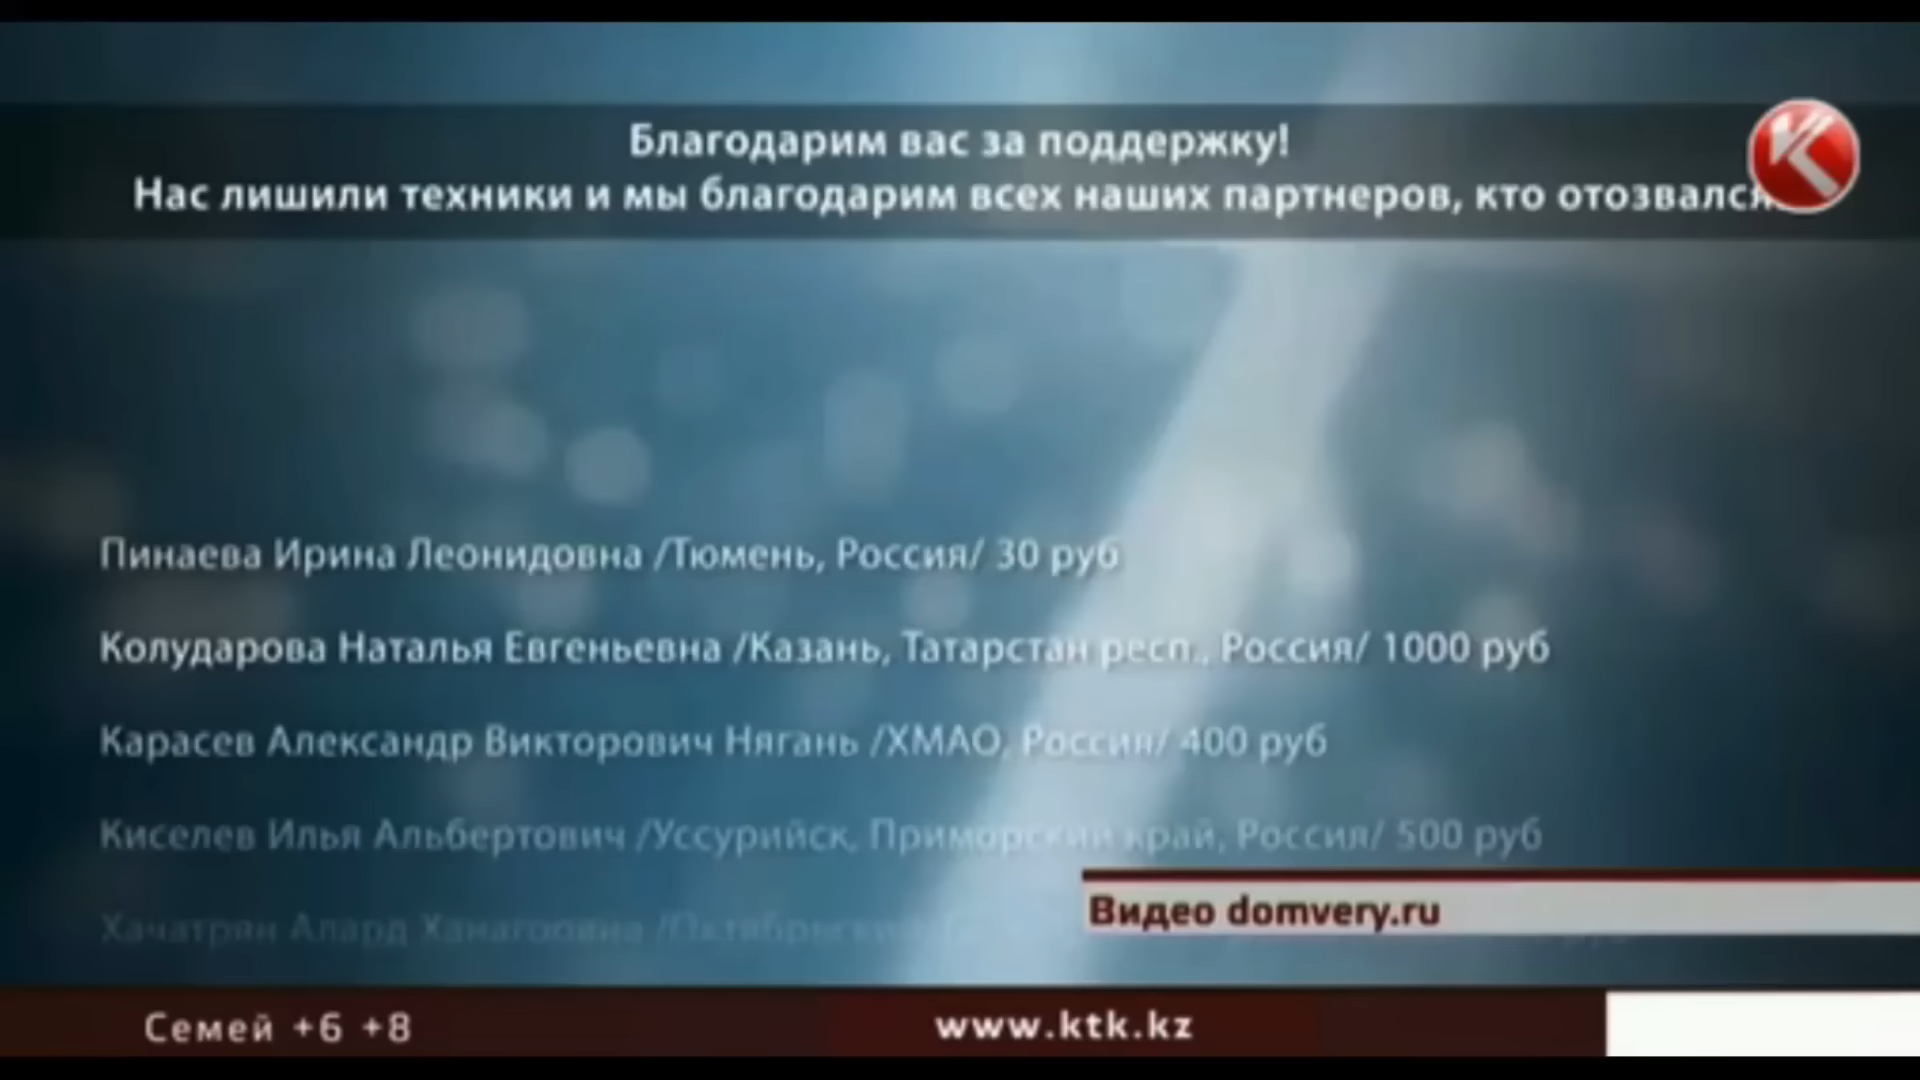 Благодарим вас за поддержку!
Нас лишили техники и мы благодарим всех наших партнеров, кто отозвался.
Пинаева Ирина Леонидовна /Тюмень, Россия/ 30 руб
Колударова Наталья Евгеньевна /Казань, Татарстан респ., Россия/ 1000 руб
Карасев Александр Викторович Нягань /ХМАО, Россия/ 400 руб
Киселев Илья Альбертович /Уссурийск, Приморский край, Россия/ 500 руб
Хачатрян
Видео domvery.ru
Семей +6 +8
www.ktk.kz